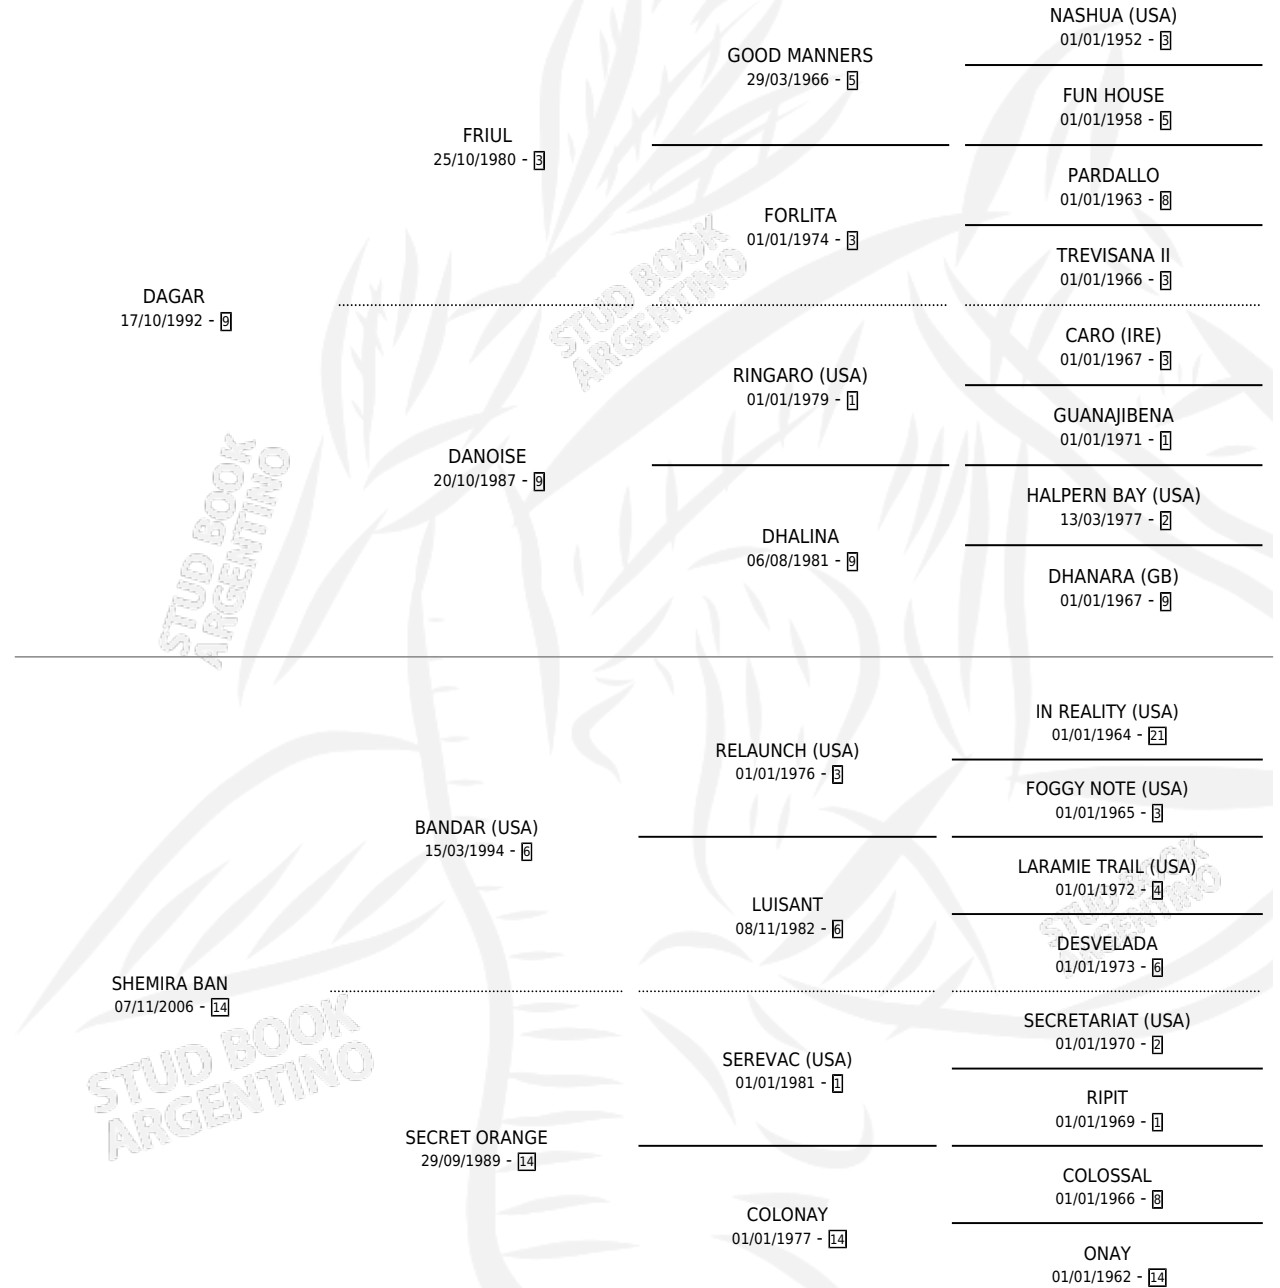 NASHUA (USA)
01/01/1952 - 3
GOOD MANNERS
29/03/1966 - 5
FUN HOUSE
01/01/1958 - 5
FRIUL
25/10/1980 - 3
PARDALLO
01/01/1963 - 8
FORLITA
01/01/1974 - 3
TREVISANA II
01/01/1966 - 3
DAGAR
17/10/1992 - 9
STUD BOOK
ARGENTINO
CARO (IRE)
01/01/1967 - 3
RINGARO (USA)
01/01/1979 - 1
GUANAJIBENA
01/01/1971 - 1
DANOISE
20/10/1987 - 9
HALPERN BAY (USA)
13/03/1977 - 2
DHALINA
06/08/1981 - 9
DHANARA (GB)
01/01/1967 - 9
STUD BOOK
ARGENTINO
IN REALITY (USA)
01/01/1964 - 21
RELAUNCH (USA)
01/01/1976 - 3
FOGGY NOTE (USA)
01/01/1965 - 3
BANDAR (USA)
15/03/1994 - 6
LARAMIE TRAIL (USA)
01/01/1972 - 4
LUISANT
08/11/1982 - 6
STUD BOOK
ARGENTINO
DESVELADA
01/01/1973 - 6
SHEMIRA BAN
07/11/2006 - 14
SECRETARIAT (USA)
01/01/1970 - 2
SEREVAC (USA)
01/01/1981 - 1
STUD BOOK
ARGENTINO
RIPIT
01/01/1969 - 1
SECRET ORANGE
29/09/1989 - 14
COLOSSAL
01/01/1966 - 8
COLONAY
01/01/1977 - 14
ONAY
01/01/1962 - 14